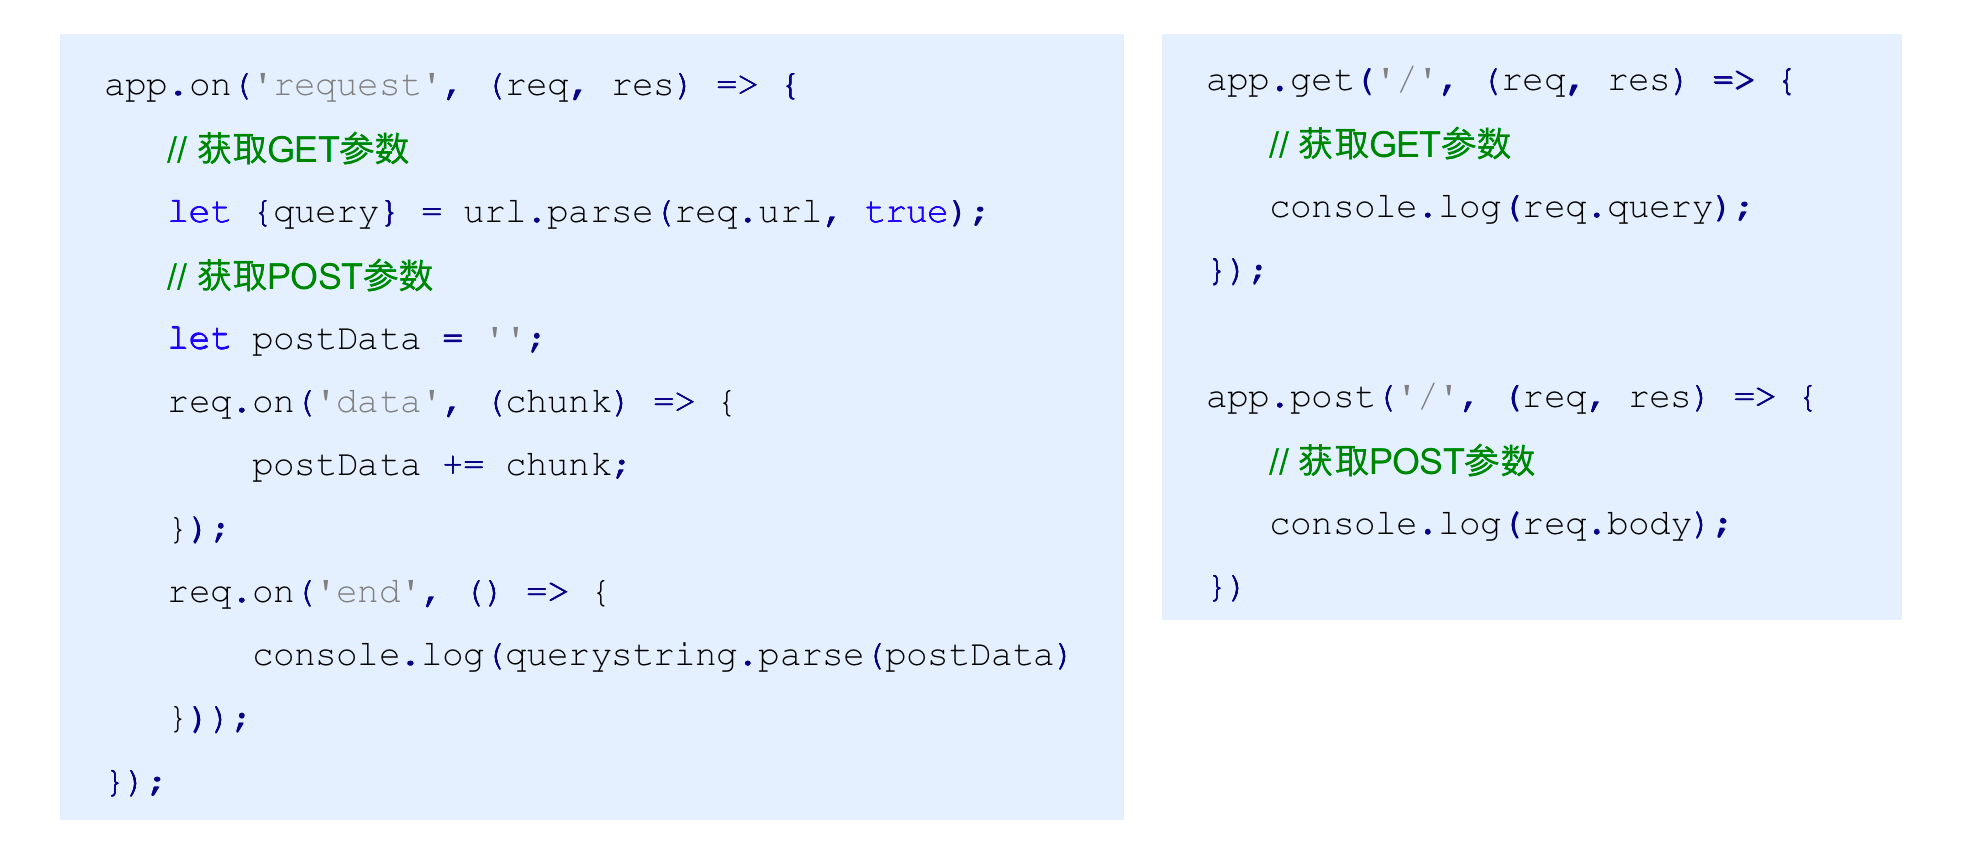 app.on('request', (req, res) => {
// 获取GET参数
let {query} = url.parse(req.url, true);
// 获取POST参数
let postData = '';
req.on('data', (chunk) => {
postData += chunk;
});
req.on('end', () => {
console.log(querystring.parse(postData)
}));
});
app.get('/', (req, res) => {
// 获取GET参数
console.log(req.query);
});
app.post('/', (req, res) => {
// 获取POST参数
console.log(req.body);
})